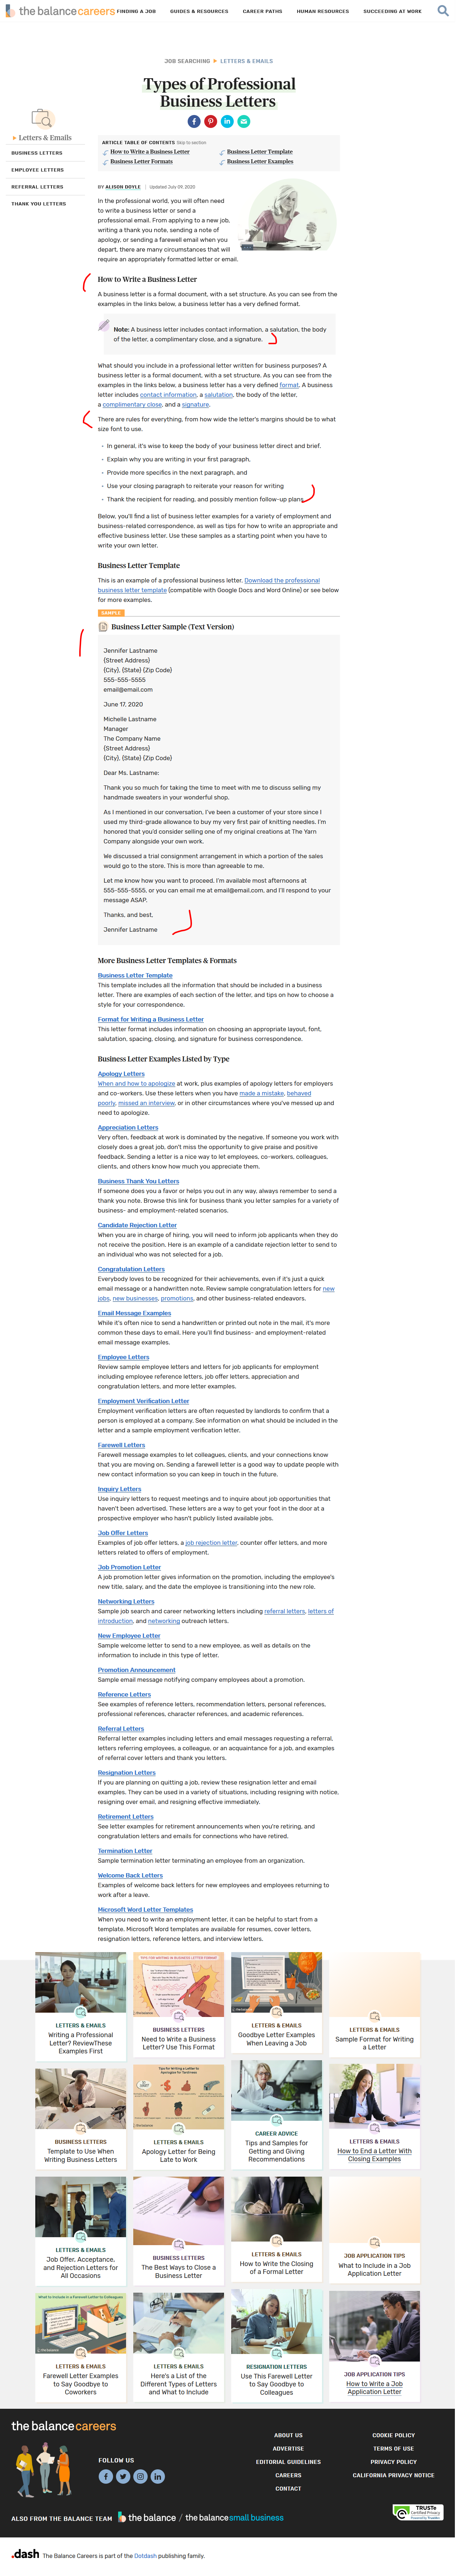 the balancecareers
FINDING A JOB
GUIDES & RESOURCES
CAREER PATHS
HUMAN RESOURCES
SUCCEEDING AT WORK
JOB SEARCHING ▶ LETTERS & EMAILS
Types of Professional
Business Letters
Letters & Emails
BUSINESS LETTERS
EMPLOYEE LETTERS
REFERRAL LETTERS
THANK YOU LETTERS
ARTICLE TABLE OF CONTENTS Skip to section
How to Write a Business Letter
Business Letter Template
Business Letter Formats
Business Letter Examples
BY ALISON DOYLE | Updated July 09, 2020
In the professional world, you will often need
to write a business letter or send a
professional email. From applying to a new job,
writing a thank you note, sending a note of
apology, or sending a farewell email when you
depart, there are many circumstances that will
require an appropriately formatted letter or email.
How to Write a Business Letter
A business letter is a formal document, with a set structure. As you can see from the
examples in the links below, a business letter has a very defined format.
Note: A business letter includes contact information, a salutation, the body
of the letter, a complimentary close, and a signature.
What should you include in a professional letter written for business purposes? A
business letter is a formal document, with a set structure. As you can see from the
examples in the links below, a business letter has a very defined format. A business
letter includes contact information, a salutation, the body of the letter,
a complimentary close, and a signature.
There are rules for everything, from how wide the letter's margins should be to what
size font to use.
• In general, it's wise to keep the body of your business letter direct and brief.
• Explain why you are writing in your first paragraph,
• Provide more specifics in the next paragraph, and
• Use your closing paragraph to reiterate your reason for writing
• Thank the recipient for reading, and possibly mention follow-up plans
Below, you'll find a list of business letter examples for a variety of employment and
business-related correspondence, as well as tips for how to write an appropriate and
effective business letter. Use these samples as a starting point when you have to
write your own letter.
Business Letter Template
This is an example of a professional business letter. Download the professional
business letter template (compatible with Google Docs and Word Online) or see below
for more examples.
SAMPLE
Business Letter Sample (Text Version)
Jennifer Lastname
{Street Address}
{City}, {State} {Zip Code}
555-555-5555
email@email.com
June 17, 2020
Michelle Lastname
Manager
The Company Name
{Street Address}
{City}, {State} {Zip Code}
Dear Ms. Lastname:
Thank you so much for taking the time to meet with me to discuss selling my
handmade sweaters in your wonderful shop.
As I mentioned in our conversation, I've been a customer of your store since I
used my third-grade allowance to buy my very first pair of knitting needles. I'm
honored that you'd consider selling one of my original creations at The Yarn
Company alongside your own work.
We discussed a trial consignment arrangement in which a portion of the sales
would go to the store. This is more than agreeable to me.
Let me know how you want to proceed. I'm available most afternoons at
555-555-5555, or you can email me at email@email.com, and I'll respond to your
message ASAP.
Thanks, and best,
Jennifer Lastname
More Business Letter Templates & Formats
Business Letter Template
This template includes all the information that should be included in a business
letter. There are examples of each section of the letter, and tips on how to choose a
style for your correspondence.
Format for Writing a Business Letter
This letter format includes information on choosing an appropriate layout, font,
salutation, spacing, closing, and signature for business correspondence.
Business Letter Examples Listed by Type
Apology Letters
When and how to apologize at work, plus examples of apology letters for employers
and co-workers. Use these letters when you have made a mistake, behaved
poorly, missed an interview, or in other circumstances where you've messed up and
need to apologize.
Appreciation Letters
Very often, feedback at work is dominated by the negative. If someone you work with
closely does a great job, don't miss the opportunity to give praise and positive
feedback. Sending a letter is a nice way to let employees, co-workers, colleagues,
clients, and others know how much you appreciate them.
Business Thank You Letters
If someone does you a favor or helps you out in any way, always remember to send a
thank you note. Browse this link for business thank you letter samples for a variety of
business- and employment-related scenarios.
Candidate Rejection Letter
When you are in charge of hiring, you will need to inform job applicants when they do
not receive the position. Here is an example of a candidate rejection letter to send to
an individual who was not selected for a job.
Congratulation Letters
Everybody loves to be recognized for their achievements, even if it's just a quick
email message or a handwritten note. Review sample congratulation letters for new
jobs, new businesses, promotions, and other business-related endeavors.
Email Message Examples
While it's often nice to send a handwritten or printed out note in the mail, it's more
common these days to email. Here you'll find business- and employment-related
email message examples.
Employee Letters
Review sample employee letters and letters for job applicants for employment
including employee reference letters, job offer letters, appreciation and
congratulation letters, and more letter examples.
Employment Verification Letter
Employment verification letters are often requested by landlords to confirm that a
person is employed at a company. See information on what should be included in the
letter and a sample employment verification letter.
Farewell Letters
Farewell message examples to let colleagues, clients, and your connections know
that you are moving on. Sending a farewell letter is a good way to update people with
new contact information so you can keep in touch in the future.
Inquiry Letters
Use inquiry letters to request meetings and to inquire about job opportunities that
haven't been advertised. These letters are a way to get your foot in the door at a
prospective employer who hasn't publicly listed available jobs.
Job Offer Letters
Examples of job offer letters, a job rejection letter, counter offer letters, and more
letters related to offers of employment.
Job Promotion Letter
A job promotion letter gives information on the promotion, including the employee's
new title, salary, and the date the employee is transitioning into the new role.
Networking Letters
Sample job search and career networking letters including referral letters, letters of
introduction, and networking outreach letters.
New Employee Letter
Sample welcome letter to send to a new employee, as well as details on the
information to include in this type of letter.
Promotion Announcement
Sample email message notifying company employees about a promotion.
Reference Letters
See examples of reference letters, recommendation letters, personal references,
professional references, character references, and academic references.
Referral Letters
Referral letter examples including letters and email messages requesting a referral,
letters referring employees, a colleague, or an acquaintance for a job, and examples
of referral cover letters and thank you letters.
Resignation Letters
If you are planning on quitting a job, review these resignation letter and email
examples. They can be used in a variety of situations, including resigning with notice,
resigning over email, and resigning effective immediately.
Retirement Letters
See letter examples for retirement announcements when you're retiring, and
congratulation letters and emails for connections who have retired.
Termination Letter
Sample termination letter terminating an employee from an organization.
Welcome Back Letters
Examples of welcome back letters for new employees and employees returning to
work after a leave.
Microsoft Word Letter Templates
When you need to write an employment letter, it can be helpful to start from a
template. Microsoft Word templates are available for resumes, cover letters,
resignation letters, reference letters, and interview letters.
LETTERS & EMAILS
Writing a Professional
Letter? ReviewThese
Examples First
BUSINESS LETTERS
Need to Write a Business
Letter? Use This Format
LETTERS & EMAILS
Goodbye Letter Examples
When Leaving a Job
LETTERS & EMAILS
Sample Format for Writing
a Letter
BUSINESS LETTERS
Template to Use When
Writing Business Letters
LETTERS & EMAILS
Apology Letter for Being
Late to Work
CAREER ADVICE
Tips and Samples for
Getting and Giving
Recommendations
LETTERS & EMAILS
How to End a Letter With
Closing Examples
LETTERS & EMAILS
Job Offer, Acceptance,
and Rejection Letters for
All Occasions
BUSINESS LETTERS
The Best Ways to Close a
Business Letter
LETTERS & EMAILS
How to Write the Closing
of a Formal Letter
JOB APPLICATION TIPS
What to Include in a Job
Application Letter
LETTERS & EMAILS
Farewell Letter Examples
to Say Goodbye to
Coworkers
LETTERS & EMAILS
Here's a List of the
Different Types of Letters
and What to Include
RESIGNATION LETTERS
Use This Farewell Letter
to Say Goodbye to
Colleagues
JOB APPLICATION TIPS
How to Write a Job
Application Letter
the balancecareers
FOLLOW US
ABOUT US
ADVERTISE
EDITORIAL GUIDELINES
CAREERS
CONTACT
COOKIE POLICY
TERMS OF USE
PRIVACY POLICY
CALIFORNIA PRIVACY NOTICE
ALSO FROM THE BALANCE TEAM
the balance / the balance small business
TRUSTe
Certified Privacy
.dash The Balance Careers is part of the Dotdash publishing family.